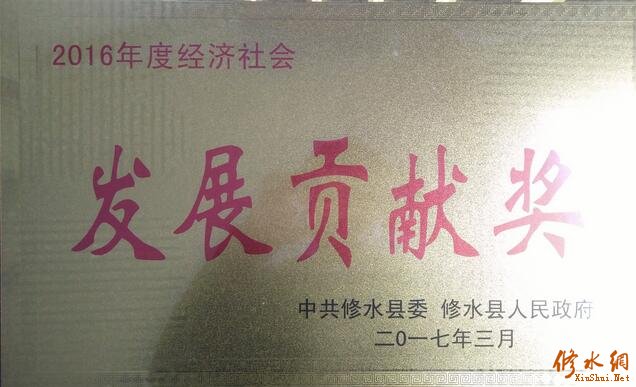 2016年度经济社会
发展贡献奖
中共修水县委 修水县人民政府
二〇一七年三月
修水網
XiuShui.Net